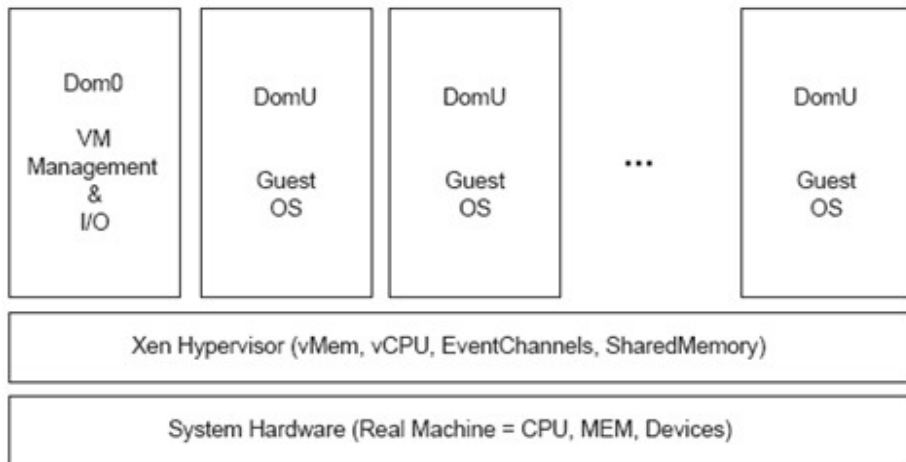 Dom0
VM
Management
&
I/O
DomU
Guest
OS
DomU
Guest
OS
...
DomU
Guest
OS
Xen Hypervisor (vMem, vCPU, EventChannels, SharedMemory)
System Hardware (Real Machine = CPU, MEM, Devices)